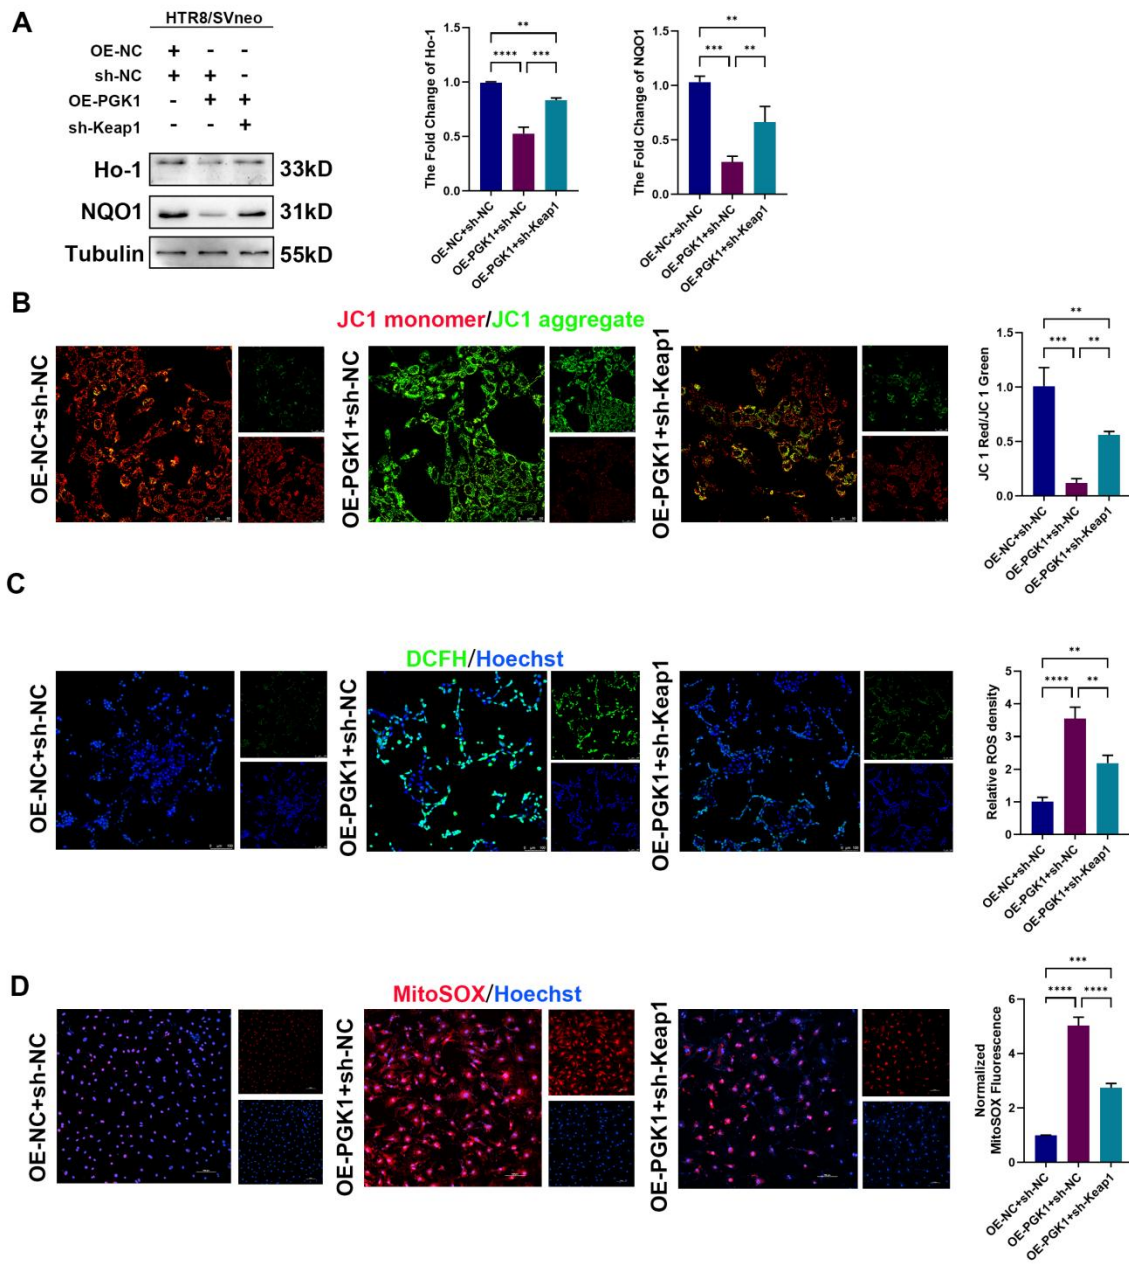 A
HTR8/SVneo
OE-NC + - -
sh-NC + + -
OE-PGK1 - + +
sh-Keap1 - - +
Ho-1 33kD
NQO1 31kD
Tubulin 55kD
The Fold Change of Ho-1
1.5
1.0
0.5
0.0
**
**** ***
OE-NC+sh-NC
OE-PGK1+sh-NC
OE-PGK1+sh-Keap1
The Fold Change of NQO1
1.5
1.0
0.5
0.0
**
*** **
OE-NC+sh-NC
OE-PGK1+sh-NC
OE-PGK1+sh-Keap1
B
JC1 monomer/JC1 aggregate
OE-NC+sh-NC
OE-PGK1+sh-NC
OE-PGK1+sh-Keap1
JC 1 Red/JC 1 Green
1.5
1.0
0.5
0.0
**
*** **
OE-NC+sh-NC
OE-PGK1+sh-NC
OE-PGK1+sh-Keap1
C
DCFH/Hoechst
OE-NC+sh-NC
OE-PGK1+sh-NC
OE-PGK1+sh-Keap1
Relative ROS density
5
4
3
2
1
0
**
**** **
OE-NC+sh-NC
OE-PGK1+sh-NC
OE-PGK1+sh-Keap1
D
MitoSOX/Hoechst
OE-NC+sh-NC
OE-PGK1+sh-NC
OE-PGK1+sh-Keap1
Normalized
MitoSOX Fluorescence
6
4
2
0
***
**** ****
OE-NC+sh-NC
OE-PGK1+sh-NC
OE-PGK1+sh-Keap1